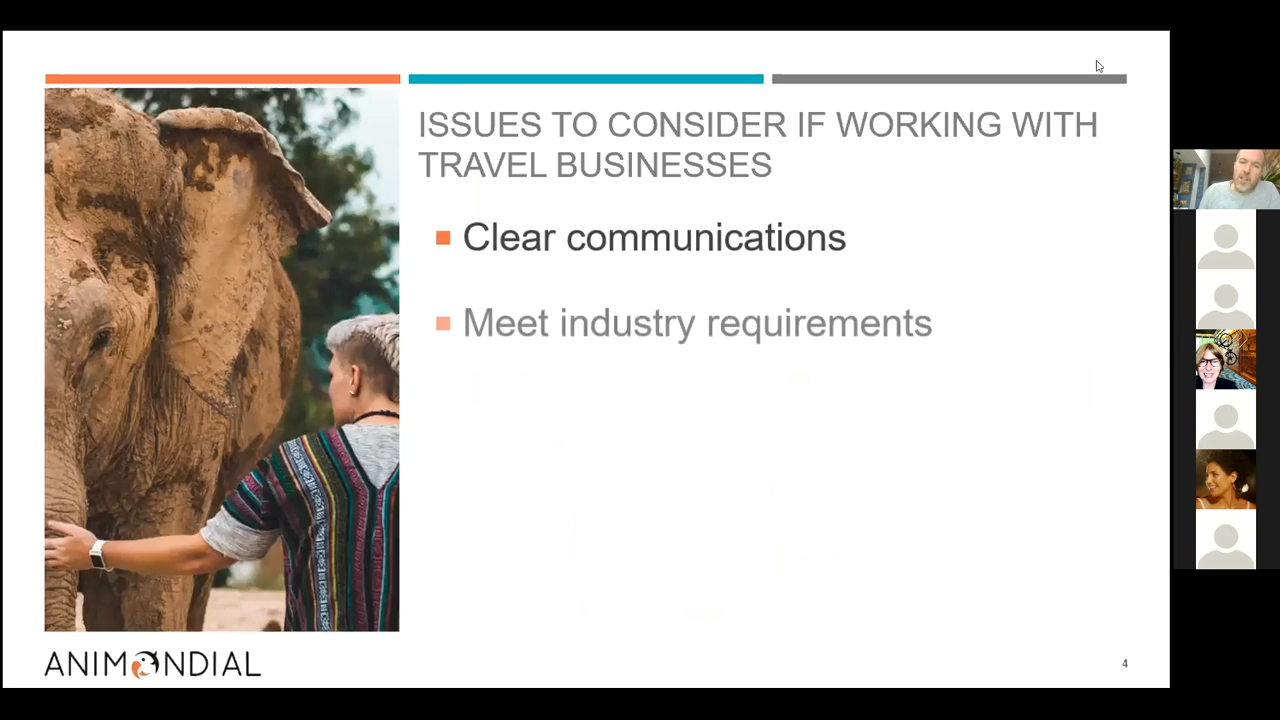 ISSUES TO CONSIDER IF WORKING WITH
TRAVEL BUSINESSES
Clear communications
Meet industry requirements
ANIMONDIAL
4